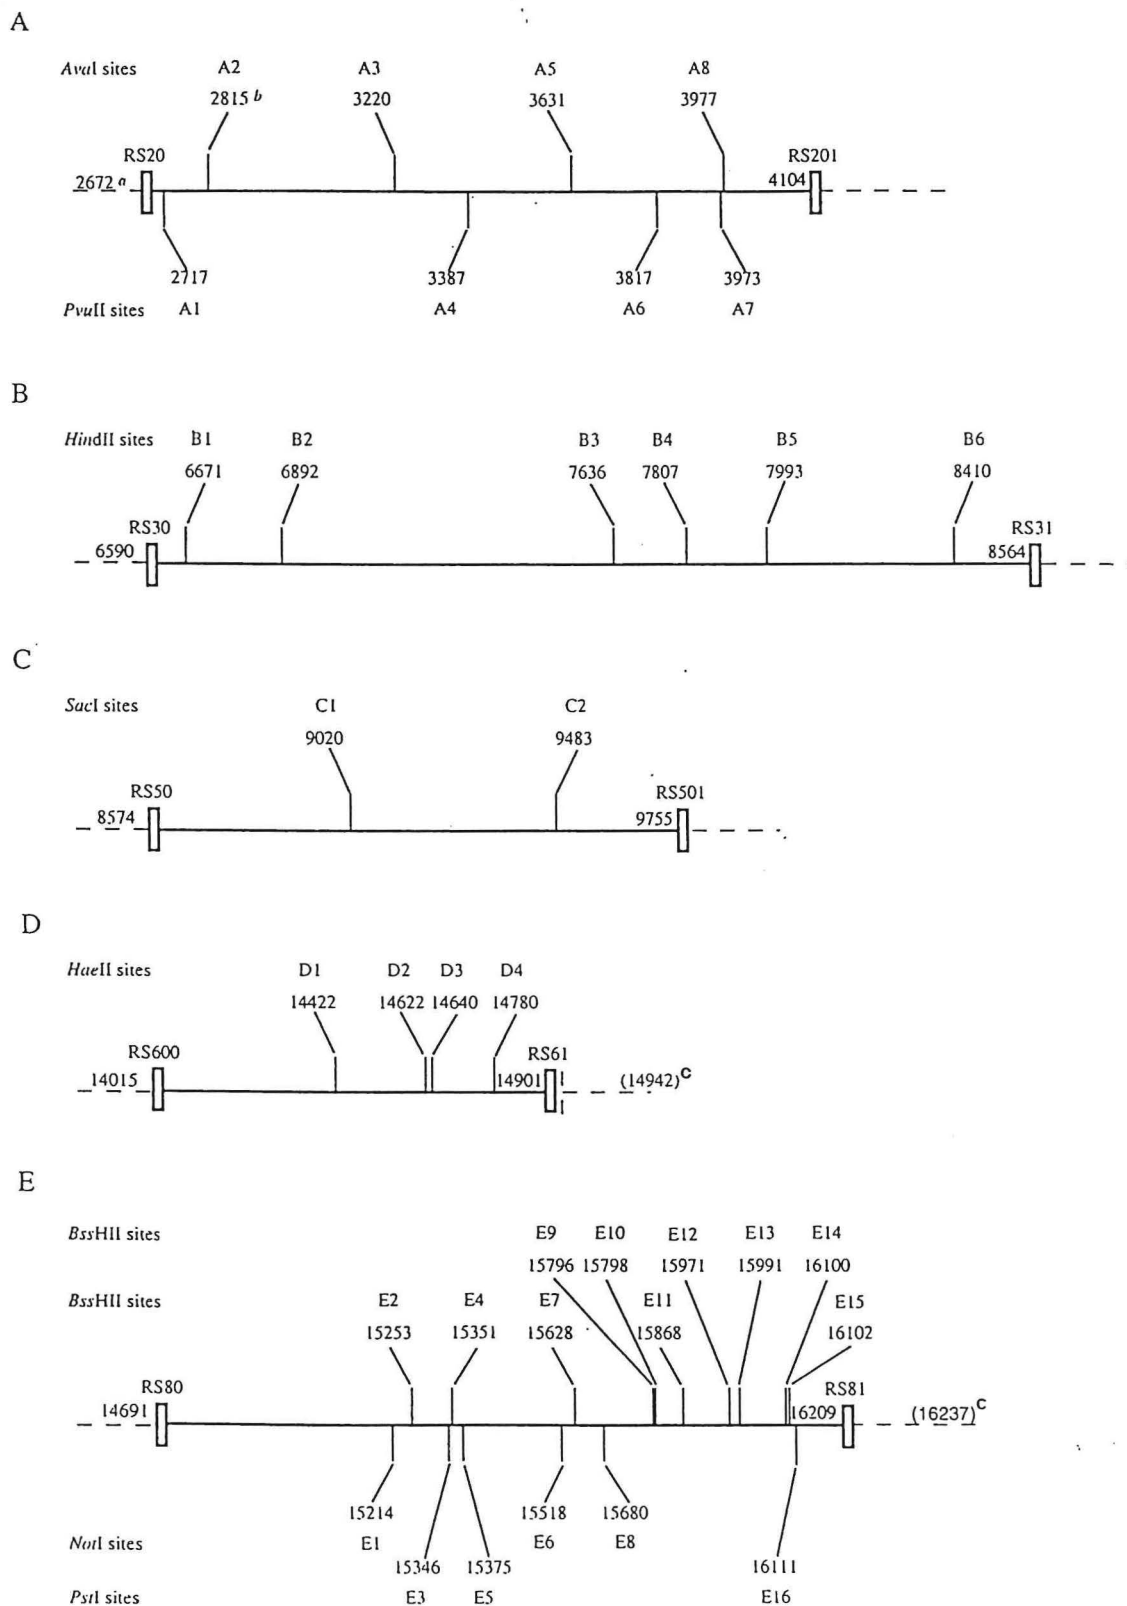 A
AvaI sites A2 A3 A5 A8
2815 b 3220 3631 3977
RS20 RS201
2672 a 4104
2717 3387 3817 3973
PvuII sites A1 A4 A6 A7
B
HindII sites B1 B2 B3 B4 B5 B6
6671 6892 7636 7807 7993 8410
RS30 RS31
6590 8564
C
SacI sites C1 C2
9020 9483
RS50 RS501
8574 9755
D
HaeII sites D1 D2 D3 D4
14422 14622 14640 14780
RS600 RS61
14015 14901 (14942)C
E
BssHII sites E9 E10 E12 E13 E14
15796 15798 15971 15991 16100
BssHII sites E2 E4 E7 E11 E15
15253 15351 15628 15868 16102
RS80 RS81
14691 16209 (16237)C
15214 15518 15680
NotI sites E1 E6 E8
15346 15375 16111
PstI sites E3 E5 E16